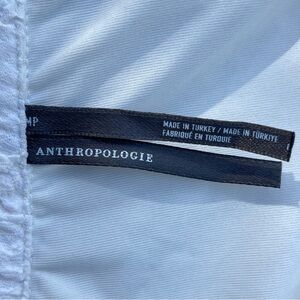 MP
MADE IN TURKEY / MADE IN TÜRKIYE
FABRIQUÉ EN TURQUIE
ANTHROPOLOGIE